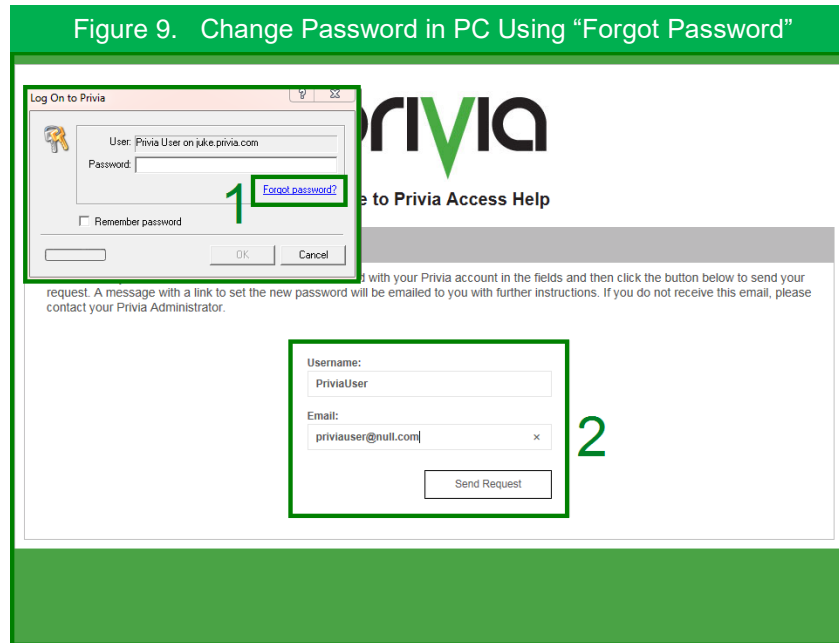 Figure 9. Change Password in PC Using “Forgot Password”
Log On to Privia
User: Privia User on juke.privia.com
Password:
Forgot password?
1
Remember password
OK Cancel
privia
to Privia Access Help
with your Privia account in the fields and then click the button below to send your
request. A message with a link to set the new password will be emailed to you with further instructions. If you do not receive this email, please
contact your Privia Administrator.
Username:
PriviaUser
Email:
priviauser@null.com ×
2
Send Request